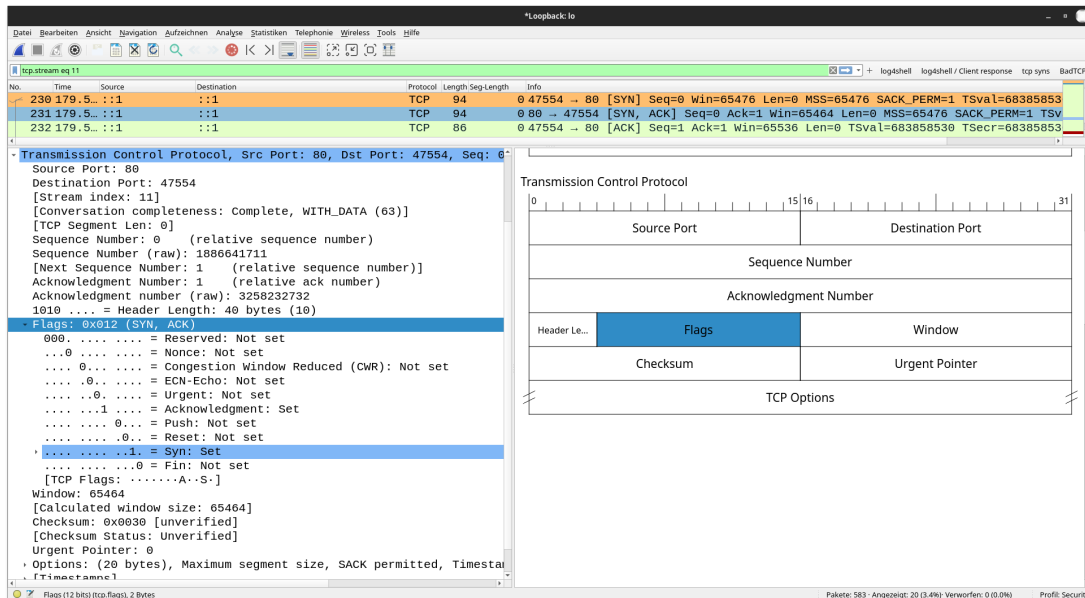 *Loopback: lo
Datei Bearbeiten Ansicht Navigation Aufzeichnen Analyse Statistiken Telephonie Wireless Tools Hilfe
tcp.stream eq 11 + log4shell log4shell / Client response tcp syns BadTCP
No. Time Source Destination Protocol Length Seg-Length Info
230 179.5… ::1 ::1 TCP 94 0 47554 → 80 [SYN] Seq=0 Win=65476 Len=0 MSS=65476 SACK_PERM=1 TSval=68385853
231 179.5… ::1 ::1 TCP 94 0 80 → 47554 [SYN, ACK] Seq=0 Ack=1 Win=65464 Len=0 MSS=65476 SACK_PERM=1 TSv
232 179.5… ::1 ::1 TCP 86 0 47554 → 80 [ACK] Seq=1 Ack=1 Win=65536 Len=0 TSval=683858530 TSecr=68385853
Transmission Control Protocol, Src Port: 80, Dst Port: 47554, Seq: 0
Source Port: 80
Destination Port: 47554
[Stream index: 11]
[Conversation completeness: Complete, WITH_DATA (63)]
[TCP Segment Len: 0]
Sequence Number: 0    (relative sequence number)
Sequence Number (raw): 1886641711
[Next Sequence Number: 1    (relative sequence number)]
Acknowledgment Number: 1    (relative ack number)
Acknowledgment number (raw): 3258232732
1010 .... = Header Length: 40 bytes (10)
Flags: 0x012 (SYN, ACK)
000. .... .... = Reserved: Not set
...0 .... .... = Nonce: Not set
.... 0... .... = Congestion Window Reduced (CWR): Not set
.... .0.. .... = ECN-Echo: Not set
.... ..0. .... = Urgent: Not set
.... ...1 .... = Acknowledgment: Set
.... .... 0... = Push: Not set
.... .... .0.. = Reset: Not set
.... .... ..1. = Syn: Set
.... .... ...0 = Fin: Not set
[TCP Flags: ·······A··S·]
Window: 65464
[Calculated window size: 65464]
Checksum: 0x0030 [unverified]
[Checksum Status: Unverified]
Urgent Pointer: 0
Options: (20 bytes), Maximum segment size, SACK permitted, Timesta
[Timestamps]
Transmission Control Protocol
0 15 16 31
Source Port Destination Port
Sequence Number
Acknowledgment Number
Header Le… Flags Window
Checksum Urgent Pointer
TCP Options
Flags (12 bits) (tcp.flags), 2 Bytes Pakete: 583 · Angezeigt: 20 (3.4%)· Verworfen: 0 (0.0%) Profil: Securit